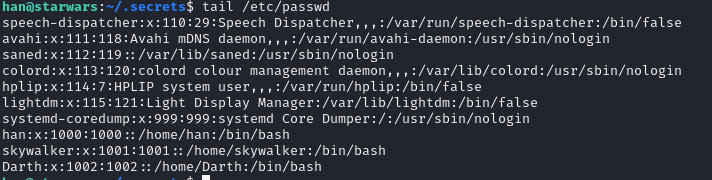 han@starwars:~/.secrets$ tail /etc/passwd
speech-dispatcher:x:110:29:Speech Dispatcher,,,:/var/run/speech-dispatcher:/bin/false
avahi:x:111:118:Avahi mDNS daemon,,,:/var/run/avahi-daemon:/usr/sbin/nologin
saned:x:112:119::/var/lib/saned:/usr/sbin/nologin
colord:x:113:120:colord colour management daemon,,,:/var/lib/colord:/usr/sbin/nologin
hplip:x:114:7:HPLIP system user,,,:/var/run/hplip:/bin/false
lightdm:x:115:121:Light Display Manager:/var/lib/lightdm:/bin/false
systemd-coredump:x:999:999:systemd Core Dumper:/:/usr/sbin/nologin
han:x:1000:1000::/home/han:/bin/bash
skywalker:x:1001:1001::/home/skywalker:/bin/bash
Darth:x:1002:1002::/home/Darth:/bin/bash
han@starwars:~/.secrets$